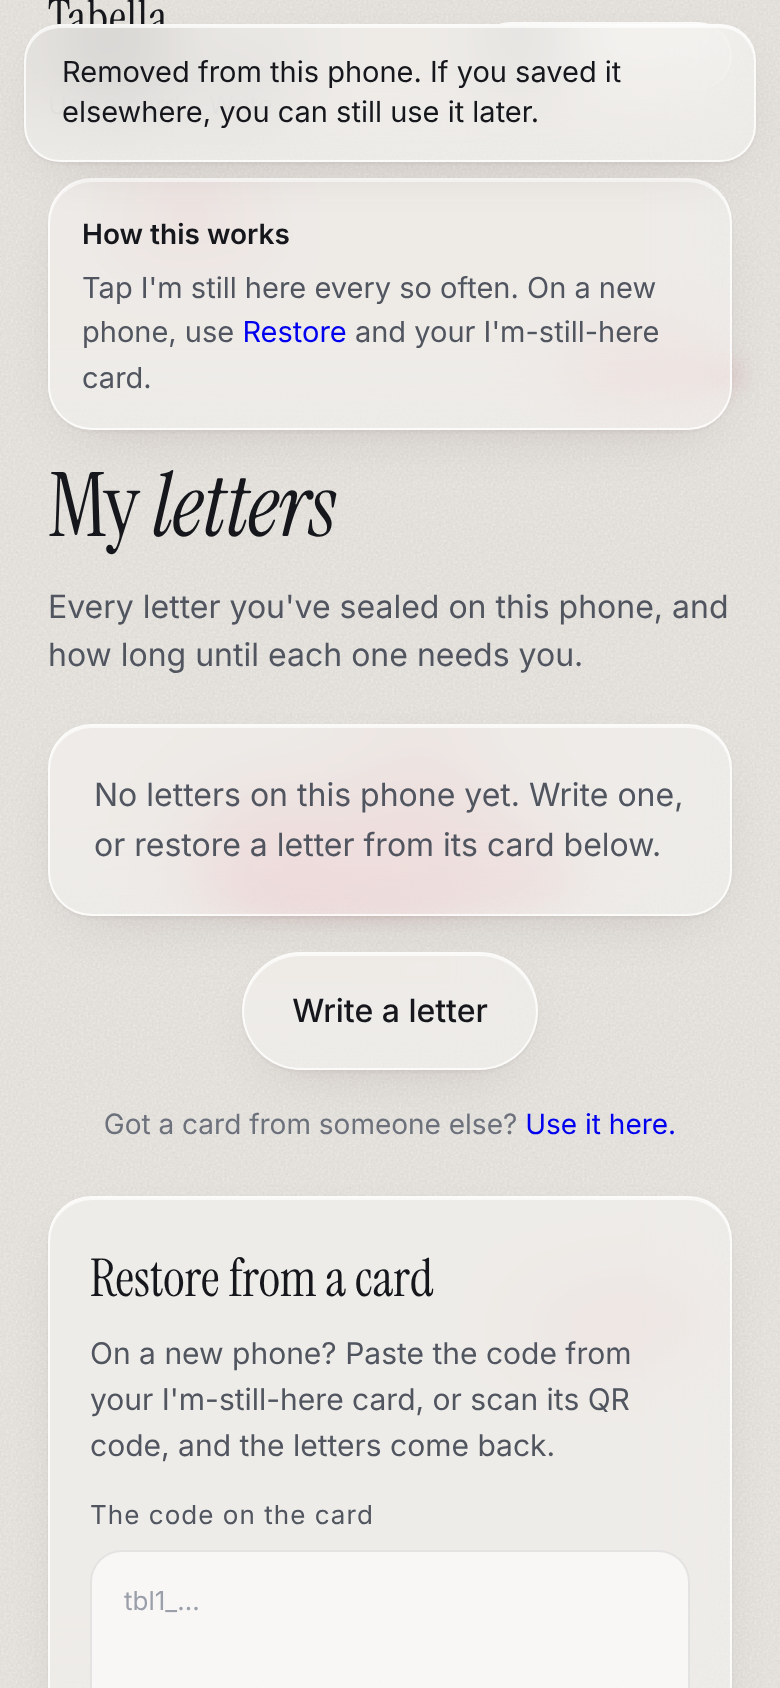 Tabella
Removed from this phone. If you saved it
elsewhere, you can still use it later.
How this works
Tap I'm still here every so often. On a new
phone, use Restore and your I'm-still-here
card.
My letters
Every letter you've sealed on this phone, and
how long until each one needs you.
No letters on this phone yet. Write one,
or restore a letter from its card below.
Write a letter
Got a card from someone else? Use it here.
Restore from a card
On a new phone? Paste the code from
your I'm-still-here card, or scan its QR
code, and the letters come back.
The code on the card
tbl1_...